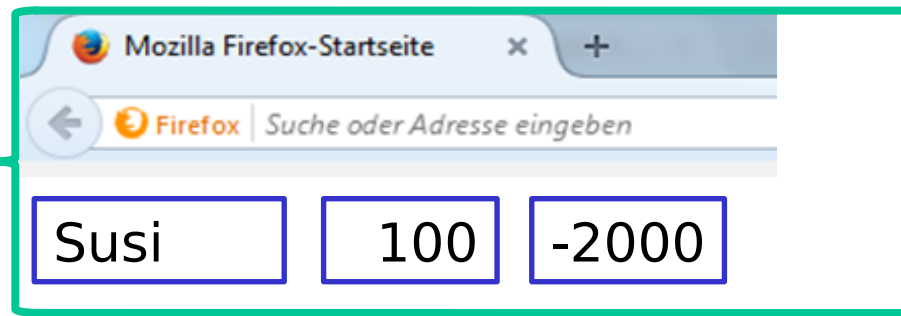 Mozilla Firefox-Startseite
Firefox Suche oder Adresse eingeben
Susi 100 -2000